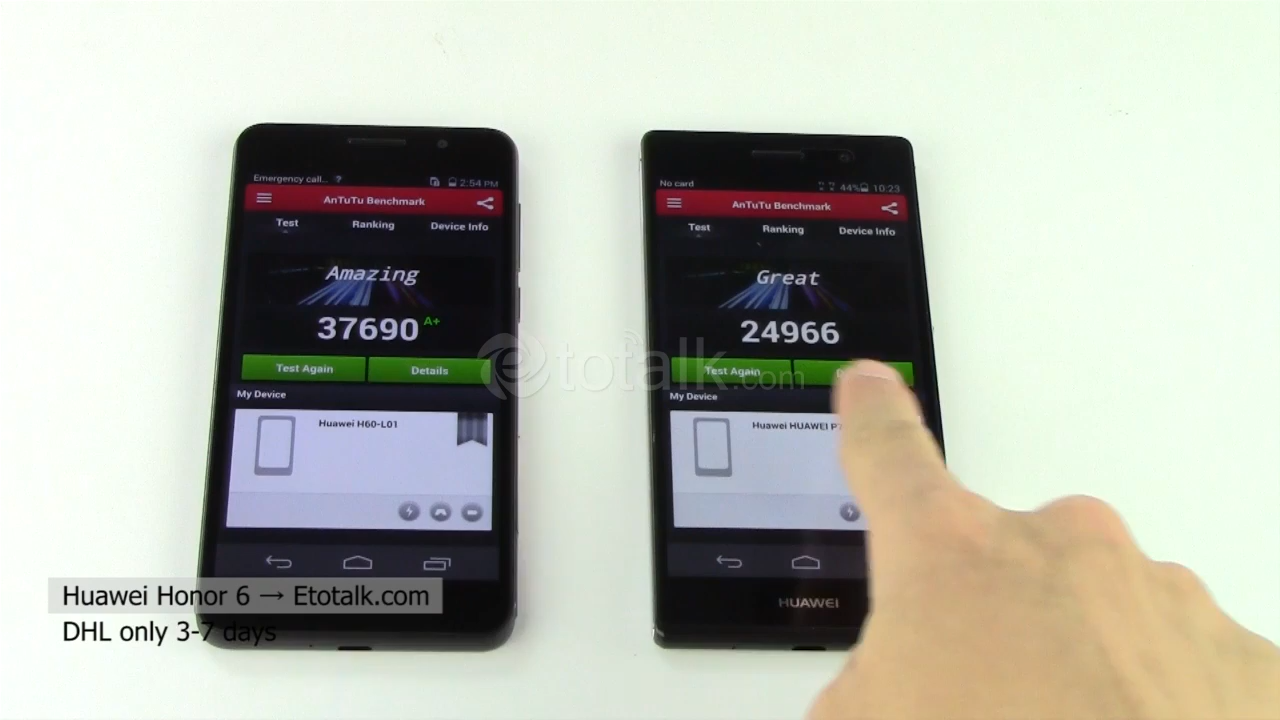 Emergency call... ? 2:54 PM
AnTuTu Benchmark
Test Ranking Device Info
Amazing
37690 A+
Test Again Details
My Device
Huawei H60-L01
No card 44% 10:23
AnTuTu Benchmark
Test Ranking Device Info
Great
24966
Test Again
My Device
Huawei HUAWEI P7
HUAWEI
etotalk.com
Huawei Honor 6 → Etotalk.com
DHL only 3-7 days